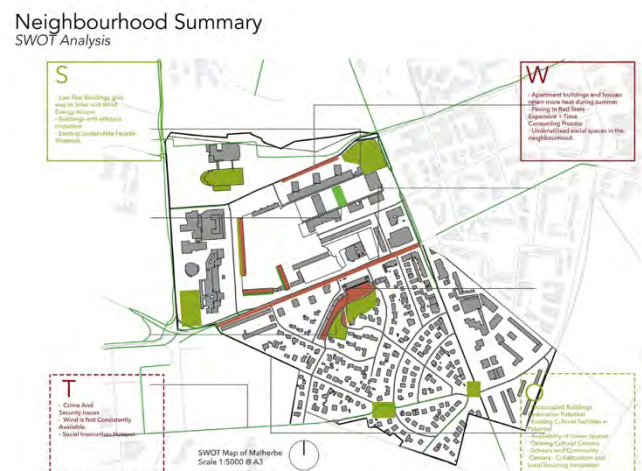 Neighbourhood Summary
SWOT Analysis
S
- Low Rise Buildings give
way to Solar and Wind
Energy Access
- Buildings with efficient
insulation
- Existing Sustainable Facade
Materials
W
- Apartment buildings and houses
retain more heat during summer
- Paving In Bad State -
Expensive + Time
Consuming Process
- Underutilised social spaces in the
neighbourhood.
T
- Crime And
Security Issues
- Wind is Not Consistently
Available.
- Social Insecurities Hotspot
SWOT Map of Malherbe
Scale 1:5000 @ A3
O
Unoccupied Buildings
Restoration Potential
- Existing Cultural Facilities
Potential
- Availability of Green Spaces
- Existing Cultural Centers
- Schools and Community
Centers - Collaboration and
Local Sourcing Innovation